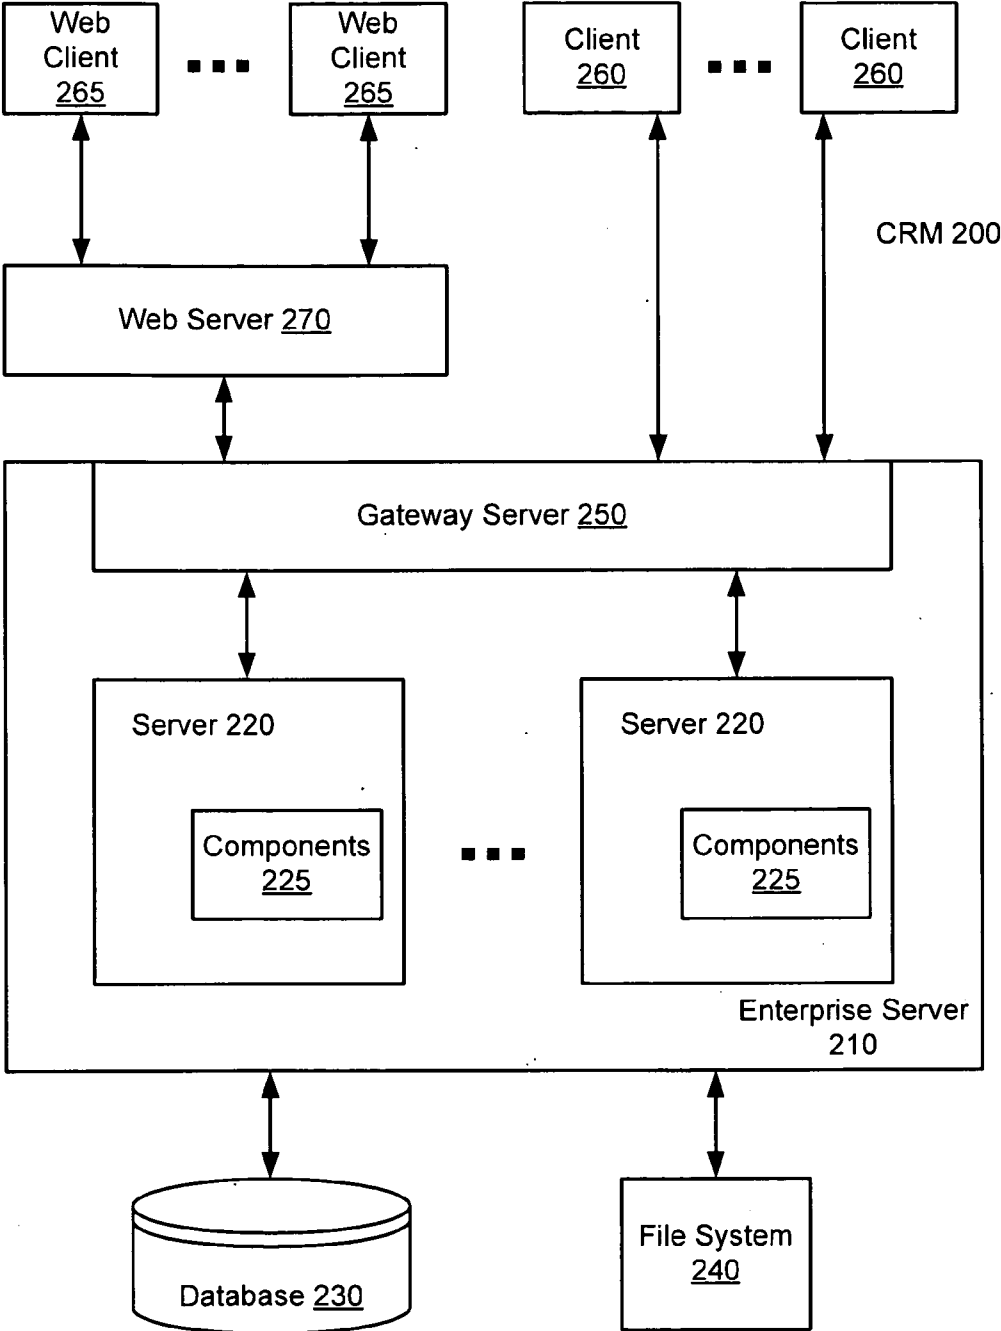 Web
Client
265
Web
Client
265
Client
260
Client
260
CRM 200
Web Server 270
Gateway Server 250
Server 220
Server 220
Components
225
Components
225
Enterprise Server
210
Database 230
File System
240